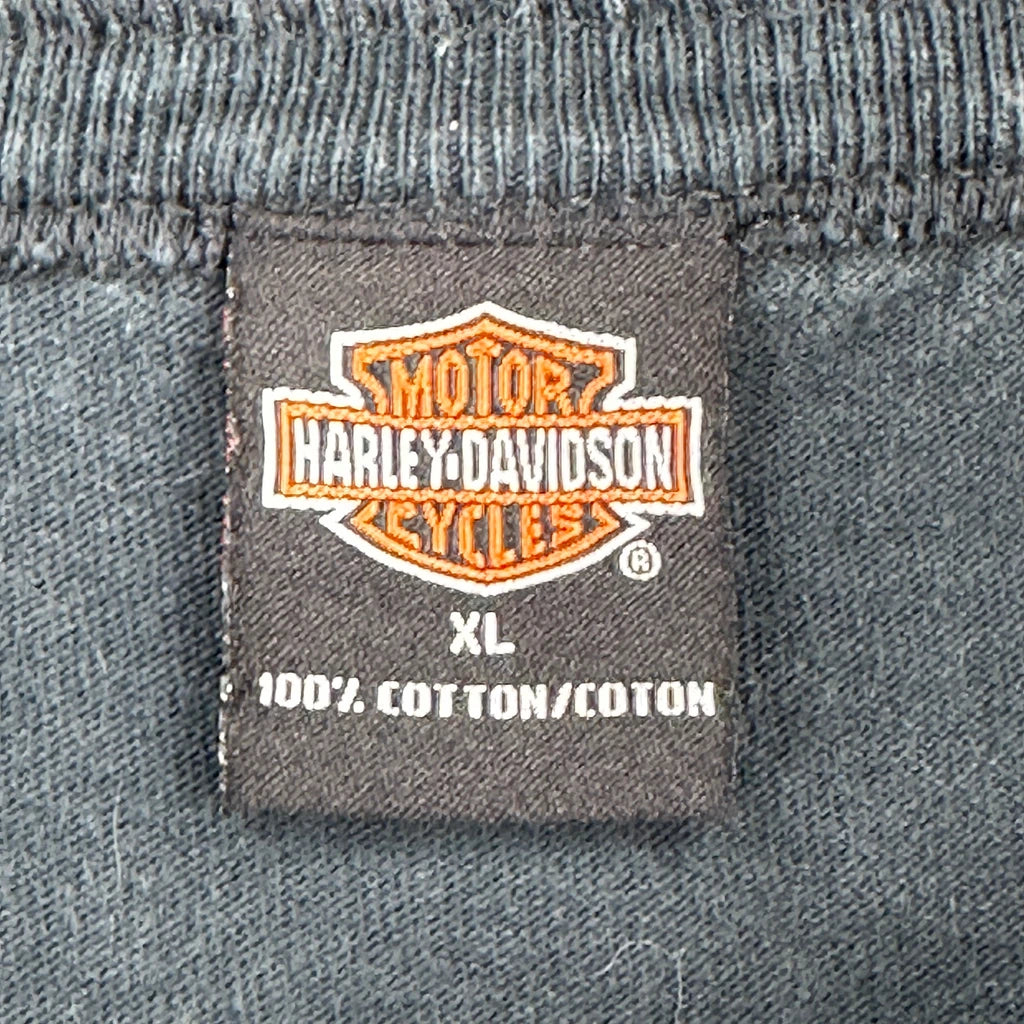 MOTOR
HARLEY-DAVIDSON
CYCLES
®
XL
100% COTTON/COTON